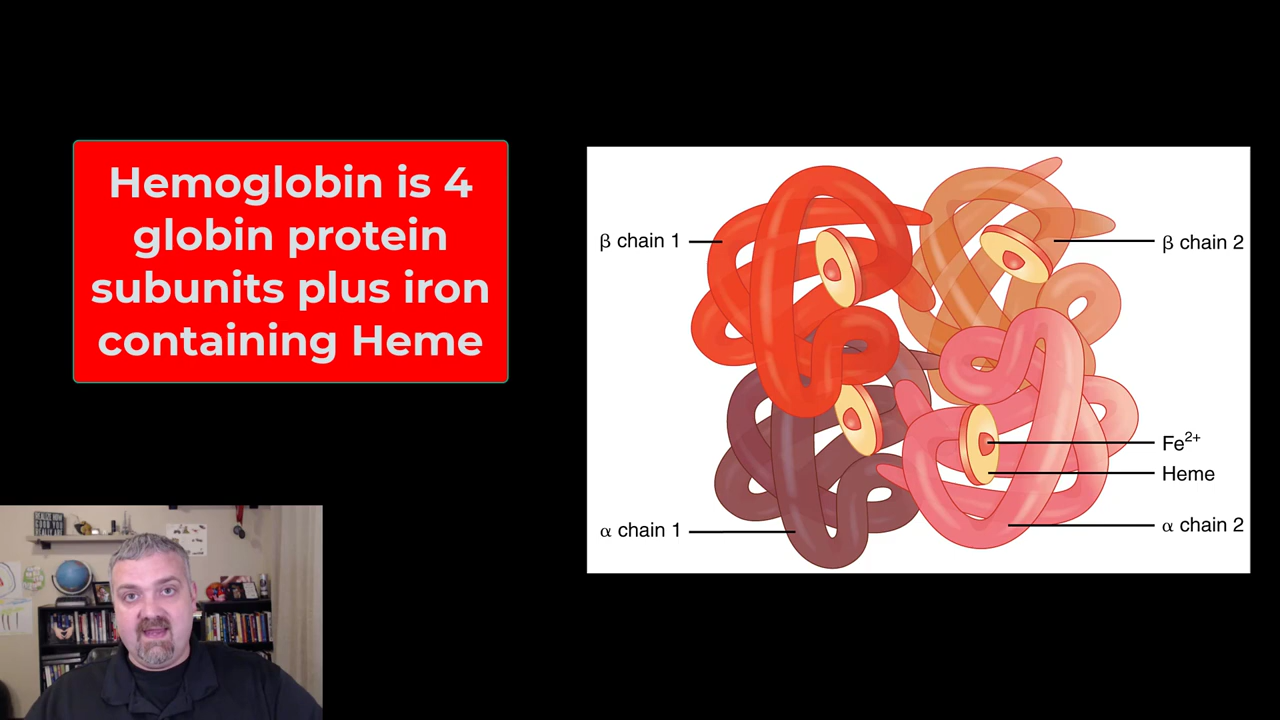 Hemoglobin is 4
globin protein
subunits plus iron
containing Heme
β chain 1
β chain 2
Fe²⁺
Heme
α chain 1
α chain 2